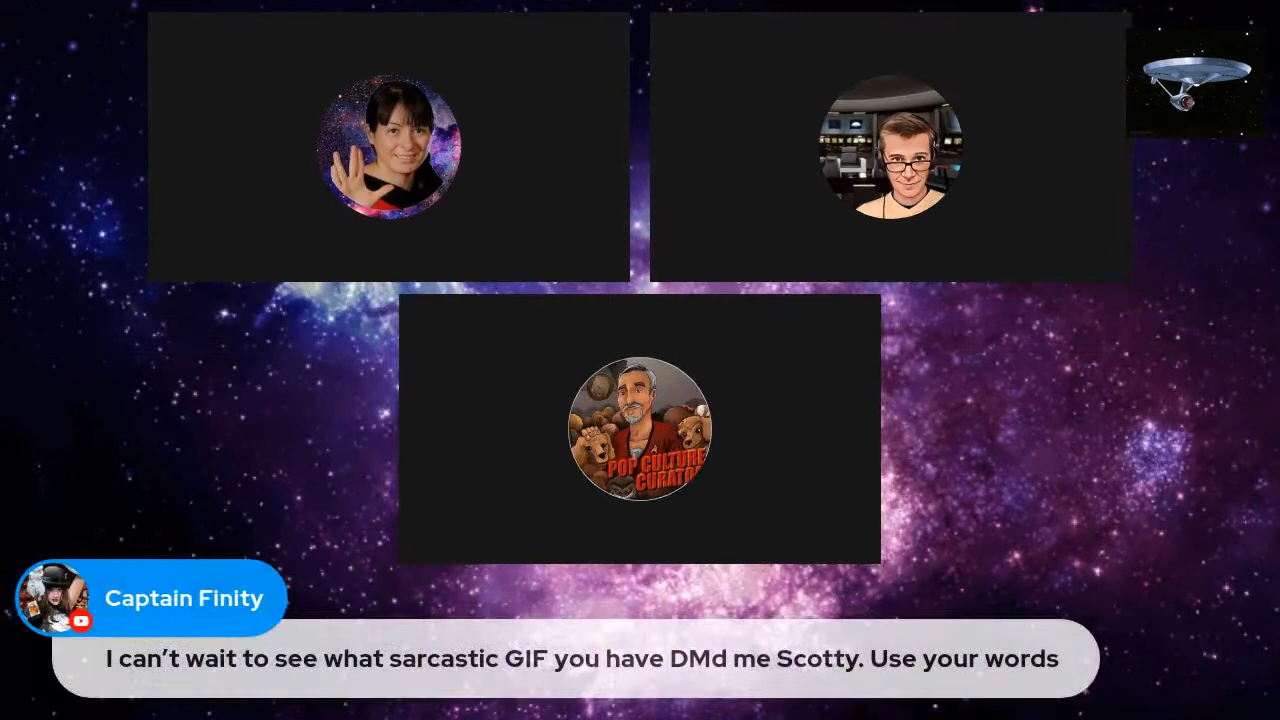 POP CULTURE
CURATO
Captain Finity
I can't wait to see what sarcastic GIF you have DMd me Scotty. Use your words